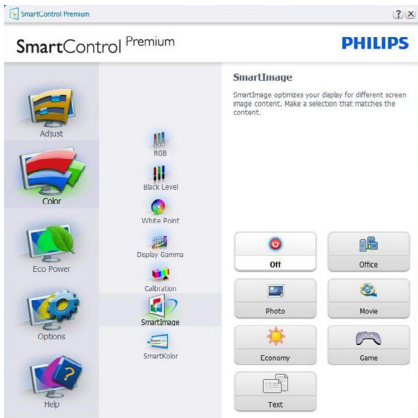 SmartControl Premium
SmartControl Premium
PHILIPS
Adjust
Color
Eco Power
Options
Help
RGB
Black Level
White Point
Display Gamma
Calibration
SmartImage
SmartKolor
SmartImage
SmartImage optimizes your display for different screen
image content. Make a selection that matches the
content.
Off
Office
Photo
Movie
Economy
Game
Text